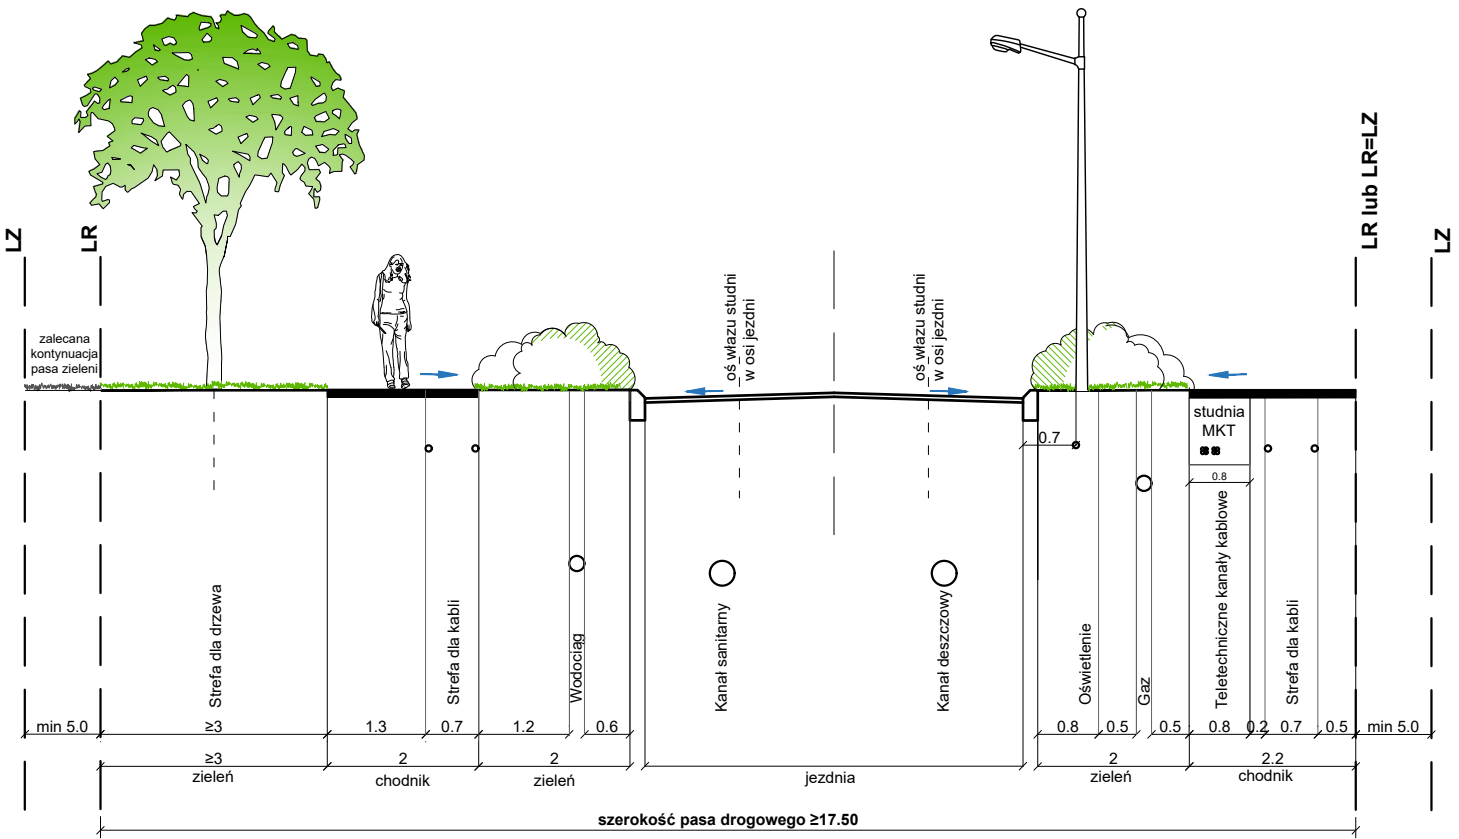 LZ
LR
zalecana
kontynuacja
pasa zieleni
oś włazu studni
w osi jezdni
oś włazu studni
w osi jezdni
LR lub LR=LZ
LZ
0.7
studnia
MKT
0.8
Strefa dla drzewa
Strefa dla kabli
Wodociąg
Kanał sanitarny
Kanał deszczowy
Oświetlenie
Gaz
Teletechniczne kanały kablowe
Strefa dla kabli
min 5.0
≥3
1.3
0.7
1.2
0.6
0.8
0.5
0.5
0.8
0.2
0.7
0.5
min 5.0
≥3
zieleń
2
chodnik
2
zieleń
jezdnia
2
zieleń
2.2
chodnik
szerokość pasa drogowego ≥17.50